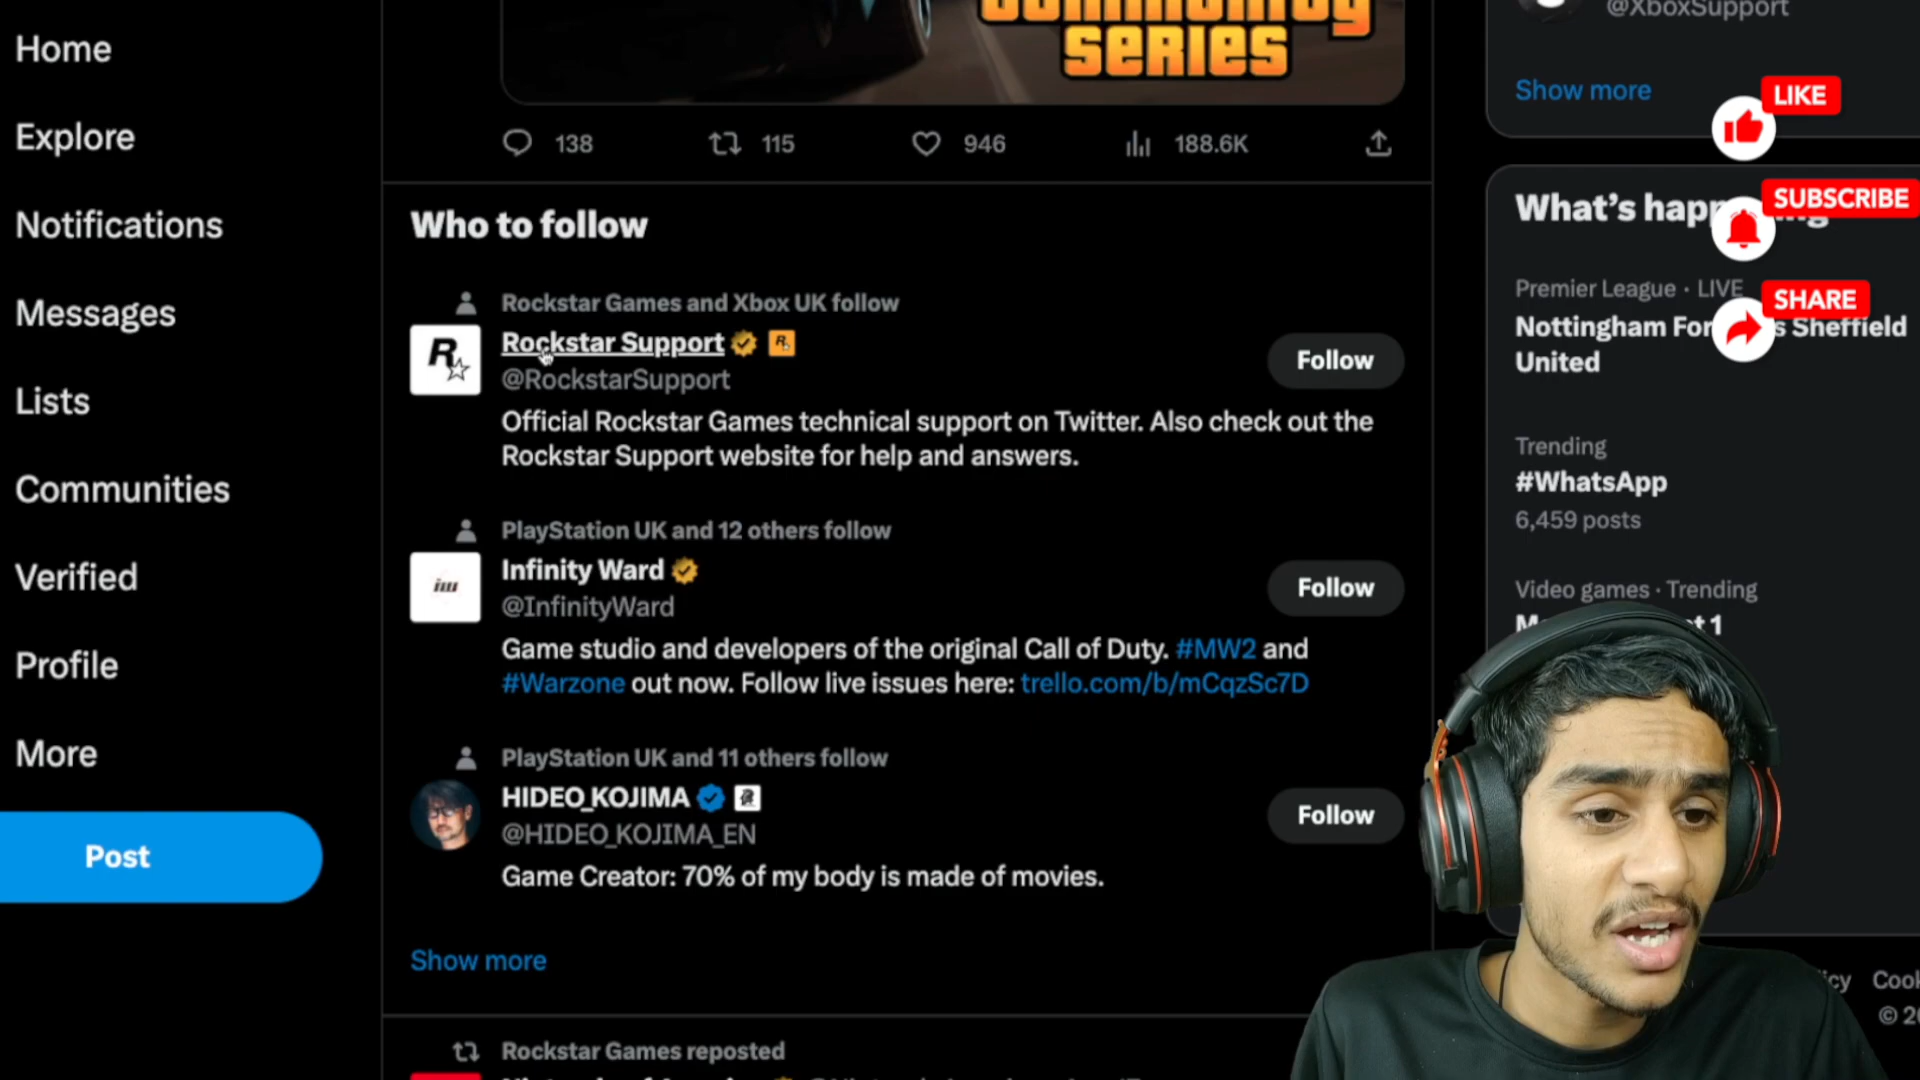 Home
Explore
Notifications
Messages
Lists
Communities
Verified
Profile
More
Post
SERIES
138 115 946 188.6K
Who to follow
Rockstar Games and Xbox UK follow
Rockstar Support
@RockstarSupport
Follow
Official Rockstar Games technical support on Twitter. Also check out the
Rockstar Support website for help and answers.
PlayStation UK and 12 others follow
Infinity Ward
@InfinityWard
Follow
Game studio and developers of the original Call of Duty. #MW2 and
#Warzone out now. Follow live issues here: trello.com/b/mCqzSc7D
PlayStation UK and 11 others follow
HIDEO_KOJIMA
@HIDEO_KOJIMA_EN
Follow
Game Creator: 70% of my body is made of movies.
Show more
Rockstar Games reposted
@XboxSupport
Show more
LIKE
SUBSCRIBE
SHARE
What's
Premier League · LIVE
Nottingham For s Sheffield
United
Trending
#WhatsApp
6,459 posts
Video games · Trending